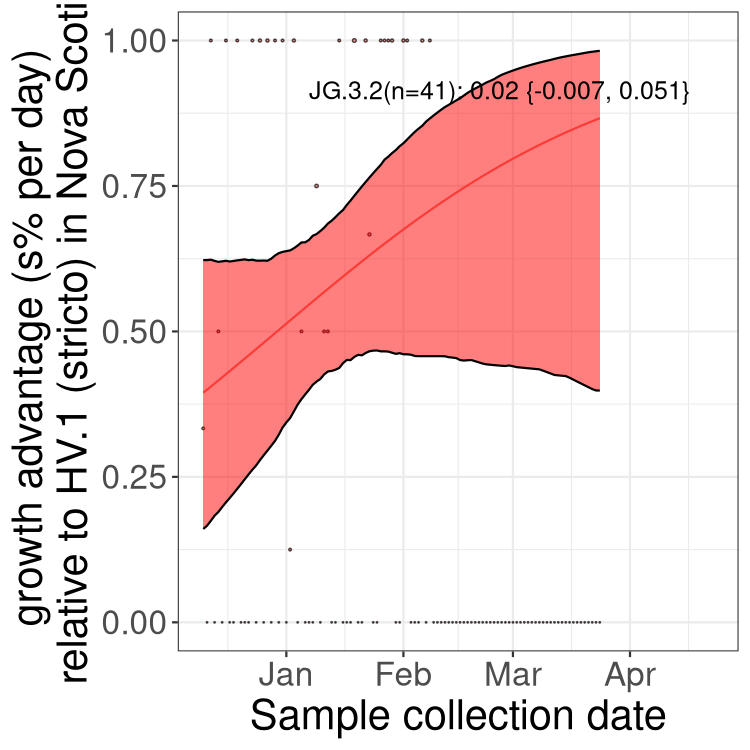 growth advantage (s% per day)
relative to HV.1 (stricto) in Nova Scoti
1.00
0.75
0.50
0.25
0.00
JG.3.2(n=41): 0.02 {-0.007, 0.051}
Jan Feb Mar Apr
Sample collection date